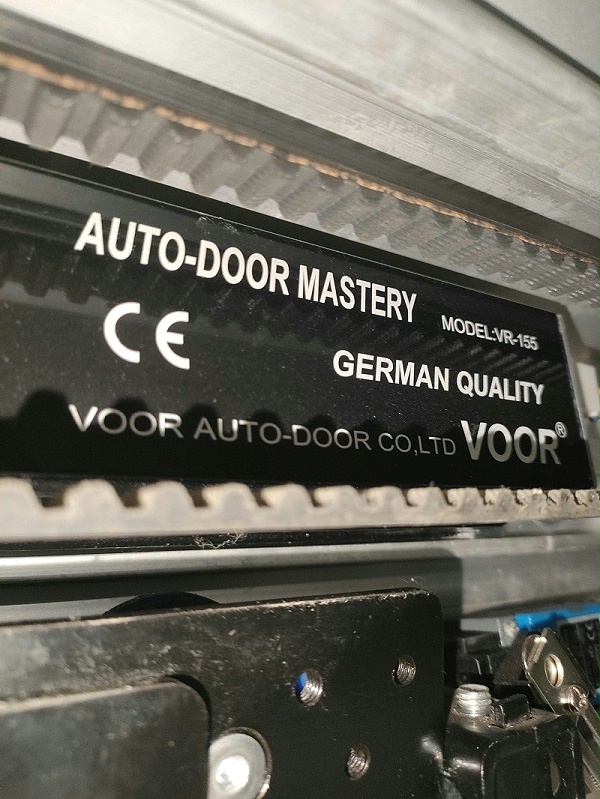 AUTO-DOOR MASTERY
MODEL:VR-155
CE
GERMAN QUALITY
VOOR AUTO-DOOR CO,LTD VOOR®